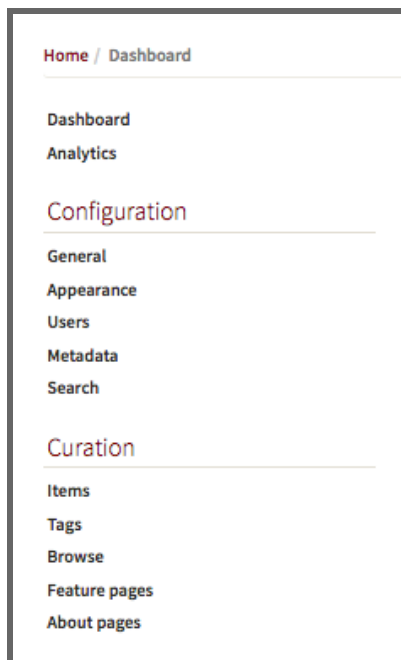 Home / Dashboard
Dashboard
Analytics
Configuration
General
Appearance
Users
Metadata
Search
Curation
Items
Tags
Browse
Feature pages
About pages